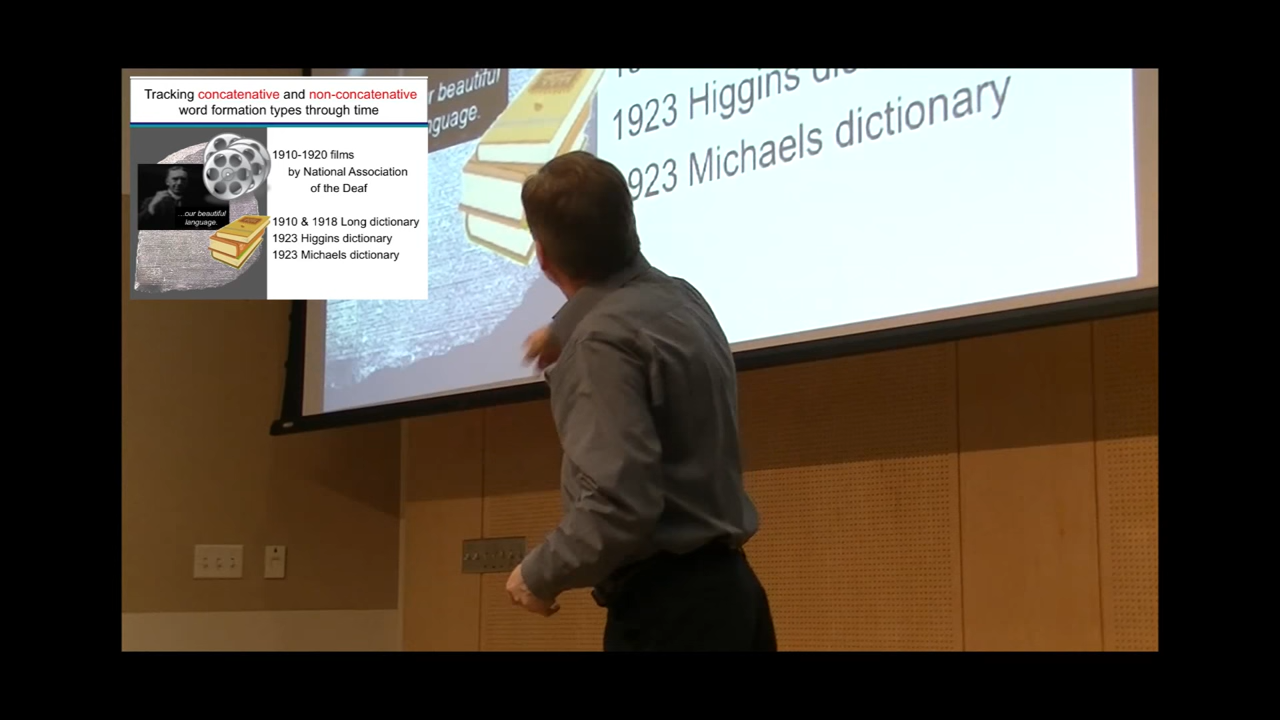 Tracking concatenative and non-concatenative
word formation types through time
1910-1920 films
by National Association
of the Deaf
...our beautiful
language.
1910 & 1918 Long dictionary
1923 Higgins dictionary
1923 Michaels dictionary
r beautiful
nguage.
1923 Higgins dic
923 Michaels dictionary